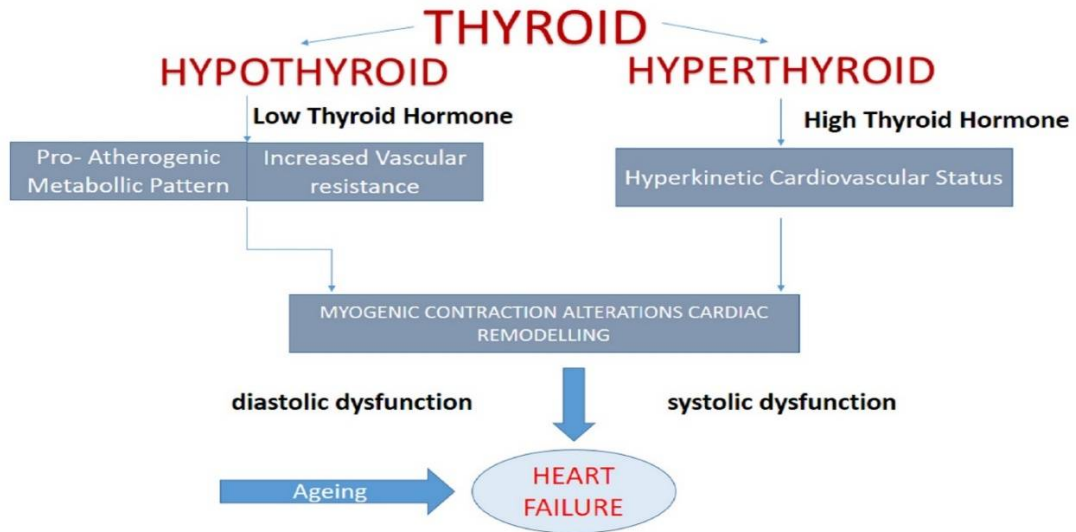 THYROID
HYPOTHYROID
HYPERTHYROID
Low Thyroid Hormone
High Thyroid Hormone
Pro- Atherogenic
Metabollic Pattern
Increased Vascular
resistance
Hyperkinetic Cardiovascular Status
MYOGENIC CONTRACTION ALTERATIONS CARDIAC
REMODELLING
diastolic dysfunction
systolic dysfunction
Ageing
HEART
FAILURE